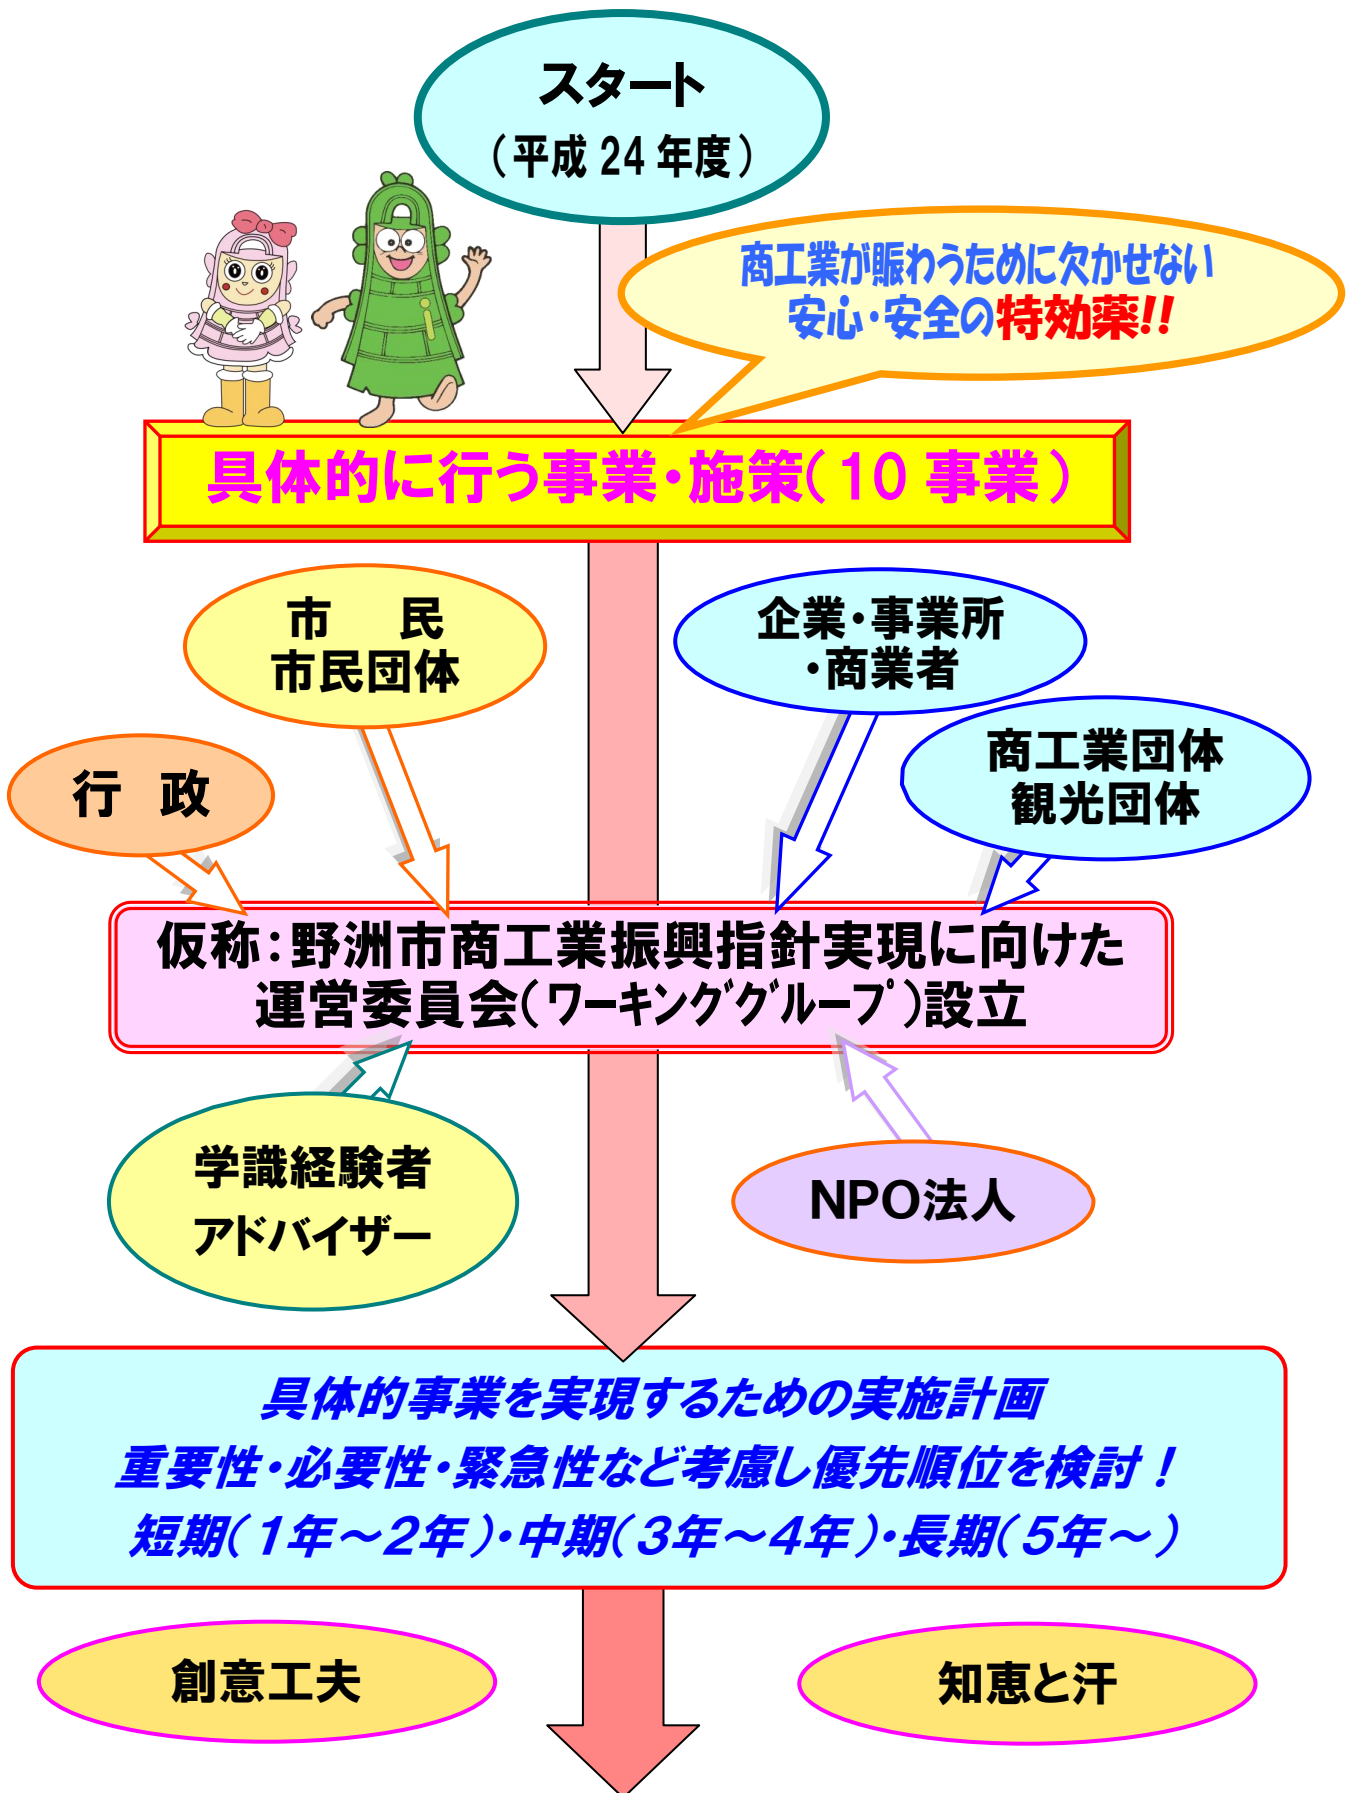 スタート
（平成 24 年度）
商工業が賑わうために欠かせない
安心・安全の特効薬!!
具体的に行う事業・施策（10 事業）
市　民
市民団体
企業・事業所
・商業者
商工業団体
観光団体
行　政
仮称：野洲市商工業振興指針実現に向けた
運営委員会（ワーキンググループ）設立
学識経験者
アドバイザー
NPO法人
具体的事業を実現するための実施計画
重要性・必要性・緊急性など考慮し優先順位を検討！
短期（1年～2年）・中期（3年～4年）・長期（5年～）
創意工夫
知恵と汗